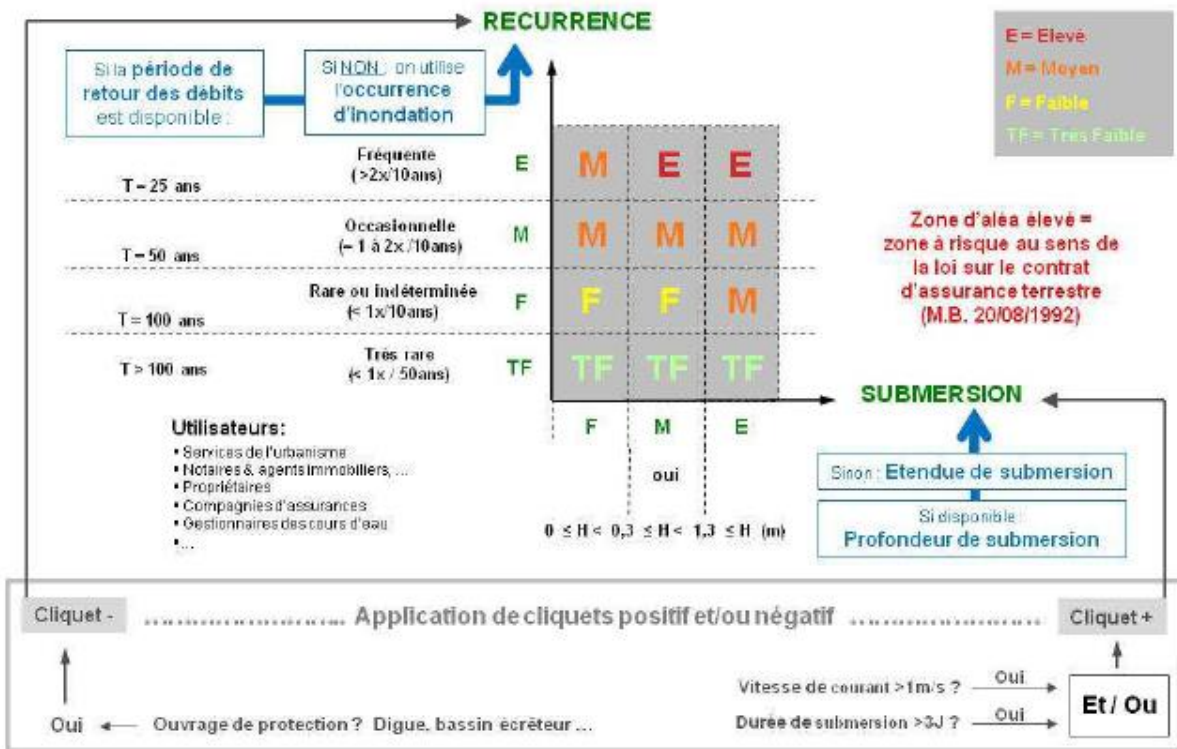 RECURRENCE
E = Elevé
M = Moyen
F = Faible
TF = Très Faible
Si la période de
retour des débits
est disponible :
SI NON : on utilise
l'occurrence
d'inondation
T – 25 ans
Fréquente
(>2x/10ans)
E
M E E
T – 50 ans
Occasionnelle
(– 1 à 2x /10ans)
M
M M M
T = 100 ans
Rare ou indéterminée
(< 1x/10ans)
F
F F M
T > 100 ans
Très rare
(< 1x / 50ans)
TF
TF TF TF
Zone d'aléa élevé =
zone à risque au sens de
la loi sur le contrat
d'assurance terrestre
(M.B. 20/08/1992)
SUBMERSION
F M E
oui
0 ≤ H < 0,3 ≤ H < 1,3 ≤ H (m)
Utilisateurs:
• Services de l'urbanisme
• Notaires & agents immobiliers, ...
• Propriétaires
• Compagnies d'assurances
• Gestionnaires des cours d'eau
•...
Sinon : Etendue de submersion
Si disponible :
Profondeur de submersion
Cliquet - ............................. Application de cliquets positif et/ou négatif ............................. Cliquet +
Vitesse de courant >1m/s ? Oui
Durée de submersion >3J ? Oui
Et / Ou
Oui Ouvrage de protection ? Digue, bassin écrêteur ...